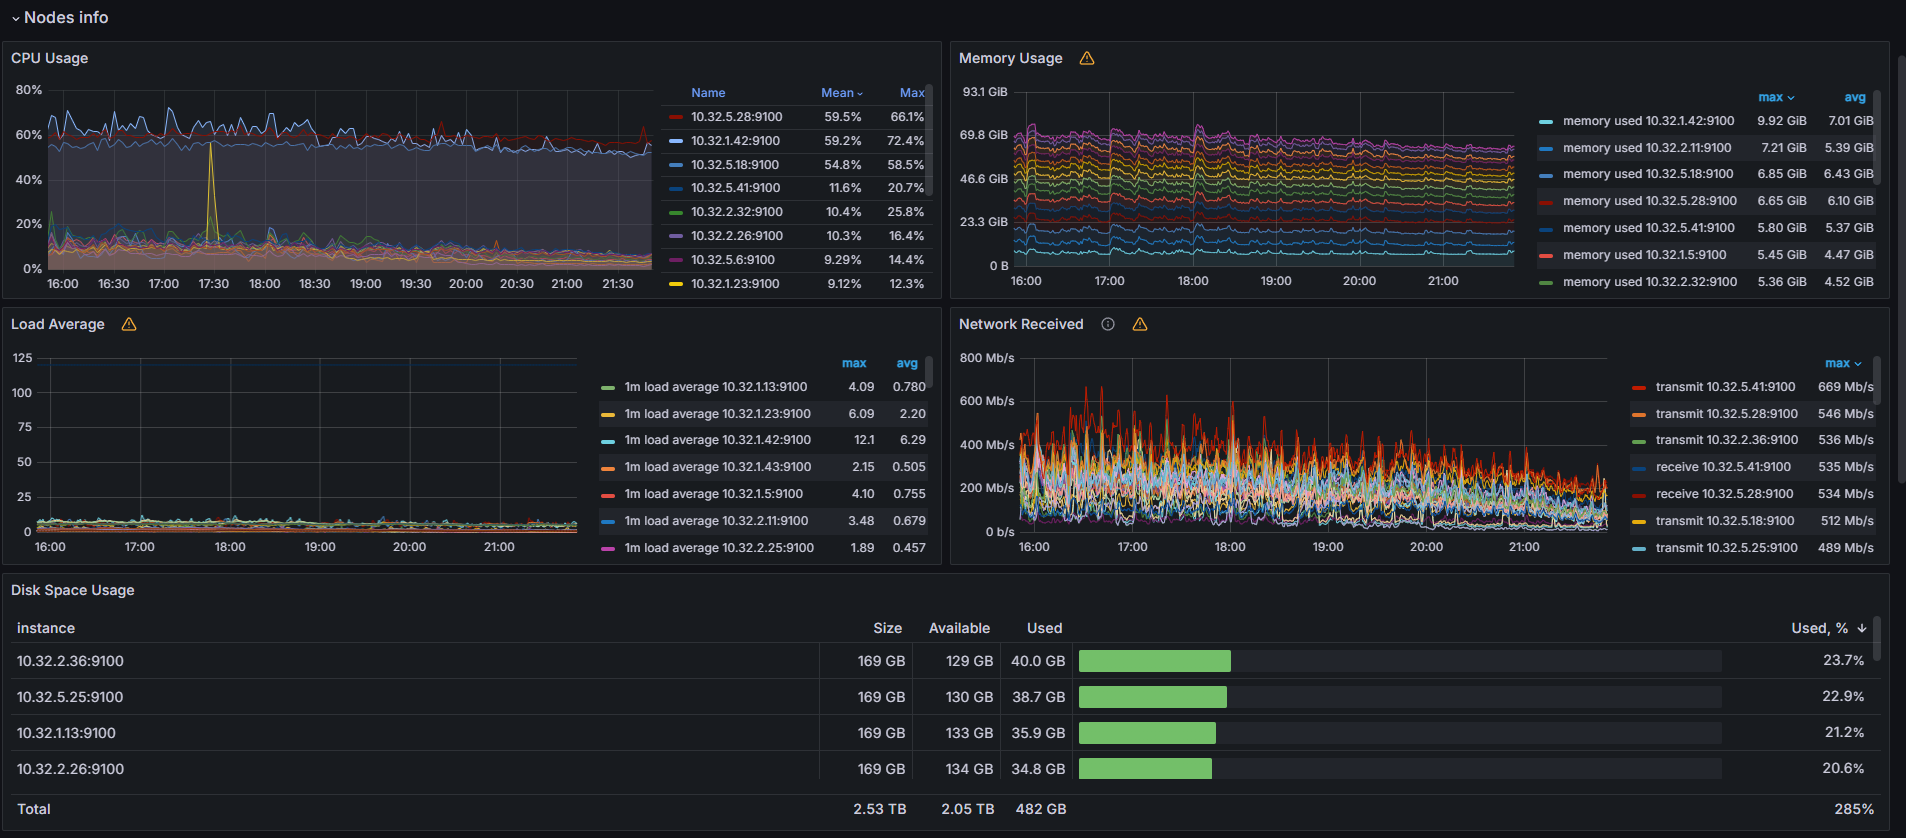 Nodes info
CPU Usage
80%
60%
40%
20%
0%
16:00 16:30 17:00 17:30 18:00 18:30 19:00 19:30 20:00 20:30 21:00 21:30
Name Mean Max
10.32.5.28:9100 59.5% 66.1%
10.32.1.42:9100 59.2% 72.4%
10.32.5.18:9100 54.8% 58.5%
10.32.5.41:9100 11.6% 20.7%
10.32.2.32:9100 10.4% 25.8%
10.32.2.26:9100 10.3% 16.4%
10.32.5.6:9100 9.29% 14.4%
10.32.1.23:9100 9.12% 12.3%
Memory Usage
93.1 GiB
69.8 GiB
46.6 GiB
23.3 GiB
0 B
16:00 17:00 18:00 19:00 20:00 21:00
max avg
memory used 10.32.1.42:9100 9.92 GiB 7.01 GiB
memory used 10.32.2.11:9100 7.21 GiB 5.39 GiB
memory used 10.32.5.18:9100 6.85 GiB 6.43 GiB
memory used 10.32.5.28:9100 6.65 GiB 6.10 GiB
memory used 10.32.5.41:9100 5.80 GiB 5.37 GiB
memory used 10.32.1.5:9100 5.45 GiB 4.47 GiB
memory used 10.32.2.32:9100 5.36 GiB 4.52 GiB
Load Average
125
100
75
50
25
0
16:00 17:00 18:00 19:00 20:00 21:00
max avg
1m load average 10.32.1.13:9100 4.09 0.780
1m load average 10.32.1.23:9100 6.09 2.20
1m load average 10.32.1.42:9100 12.1 6.29
1m load average 10.32.1.43:9100 2.15 0.505
1m load average 10.32.1.5:9100 4.10 0.755
1m load average 10.32.2.11:9100 3.48 0.679
1m load average 10.32.2.25:9100 1.89 0.457
Network Received
800 Mb/s
600 Mb/s
400 Mb/s
200 Mb/s
0 b/s
16:00 17:00 18:00 19:00 20:00 21:00
max
transmit 10.32.5.41:9100 669 Mb/s
transmit 10.32.5.28:9100 546 Mb/s
transmit 10.32.2.36:9100 536 Mb/s
receive 10.32.5.41:9100 535 Mb/s
receive 10.32.5.28:9100 534 Mb/s
transmit 10.32.5.18:9100 512 Mb/s
transmit 10.32.5.25:9100 489 Mb/s
Disk Space Usage
instance Size Available Used Used, %
10.32.2.36:9100 169 GB 129 GB 40.0 GB 23.7%
10.32.5.25:9100 169 GB 130 GB 38.7 GB 22.9%
10.32.1.13:9100 169 GB 133 GB 35.9 GB 21.2%
10.32.2.26:9100 169 GB 134 GB 34.8 GB 20.6%
Total 2.53 TB 2.05 TB 482 GB 285%